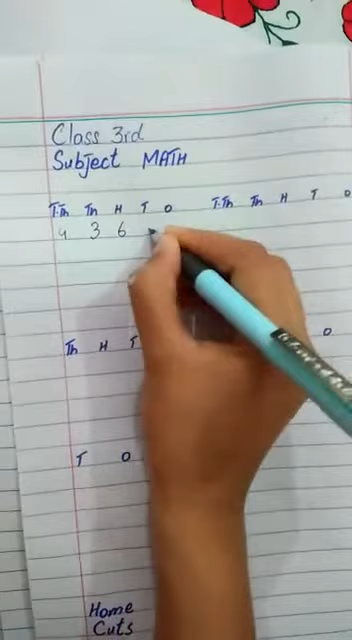 Class 3rd
Subject MATH
T.Th Th H T O T.Th Th H T O
4 3 6
Th H T O
T O
Home
Cuts